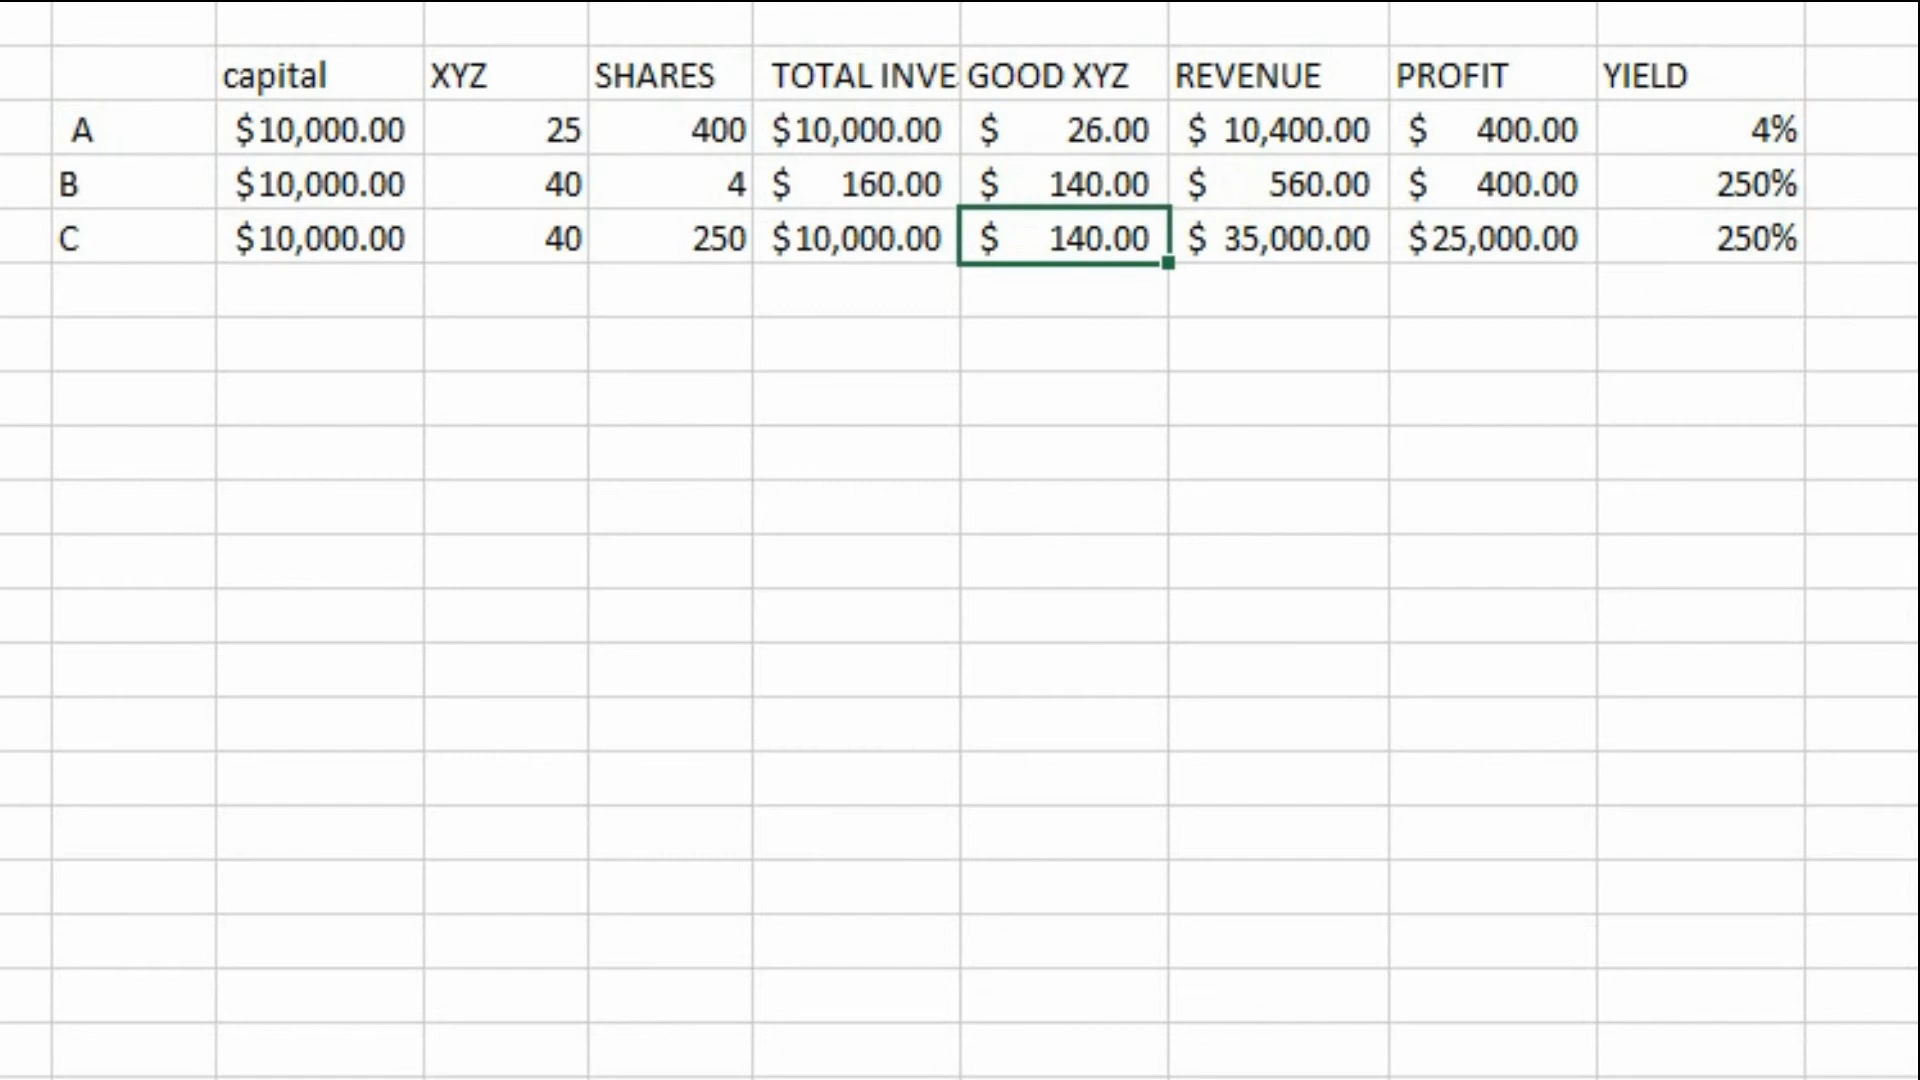 capital XYZ SHARES TOTAL INVE GOOD XYZ REVENUE PROFIT YIELD
A $10,000.00 25 400 $10,000.00 $ 26.00 $ 10,400.00 $ 400.00 4%
B $10,000.00 40 4 $ 160.00 $ 140.00 $ 560.00 $ 400.00 250%
C $10,000.00 40 250 $10,000.00 $ 140.00 $ 35,000.00 $25,000.00 250%